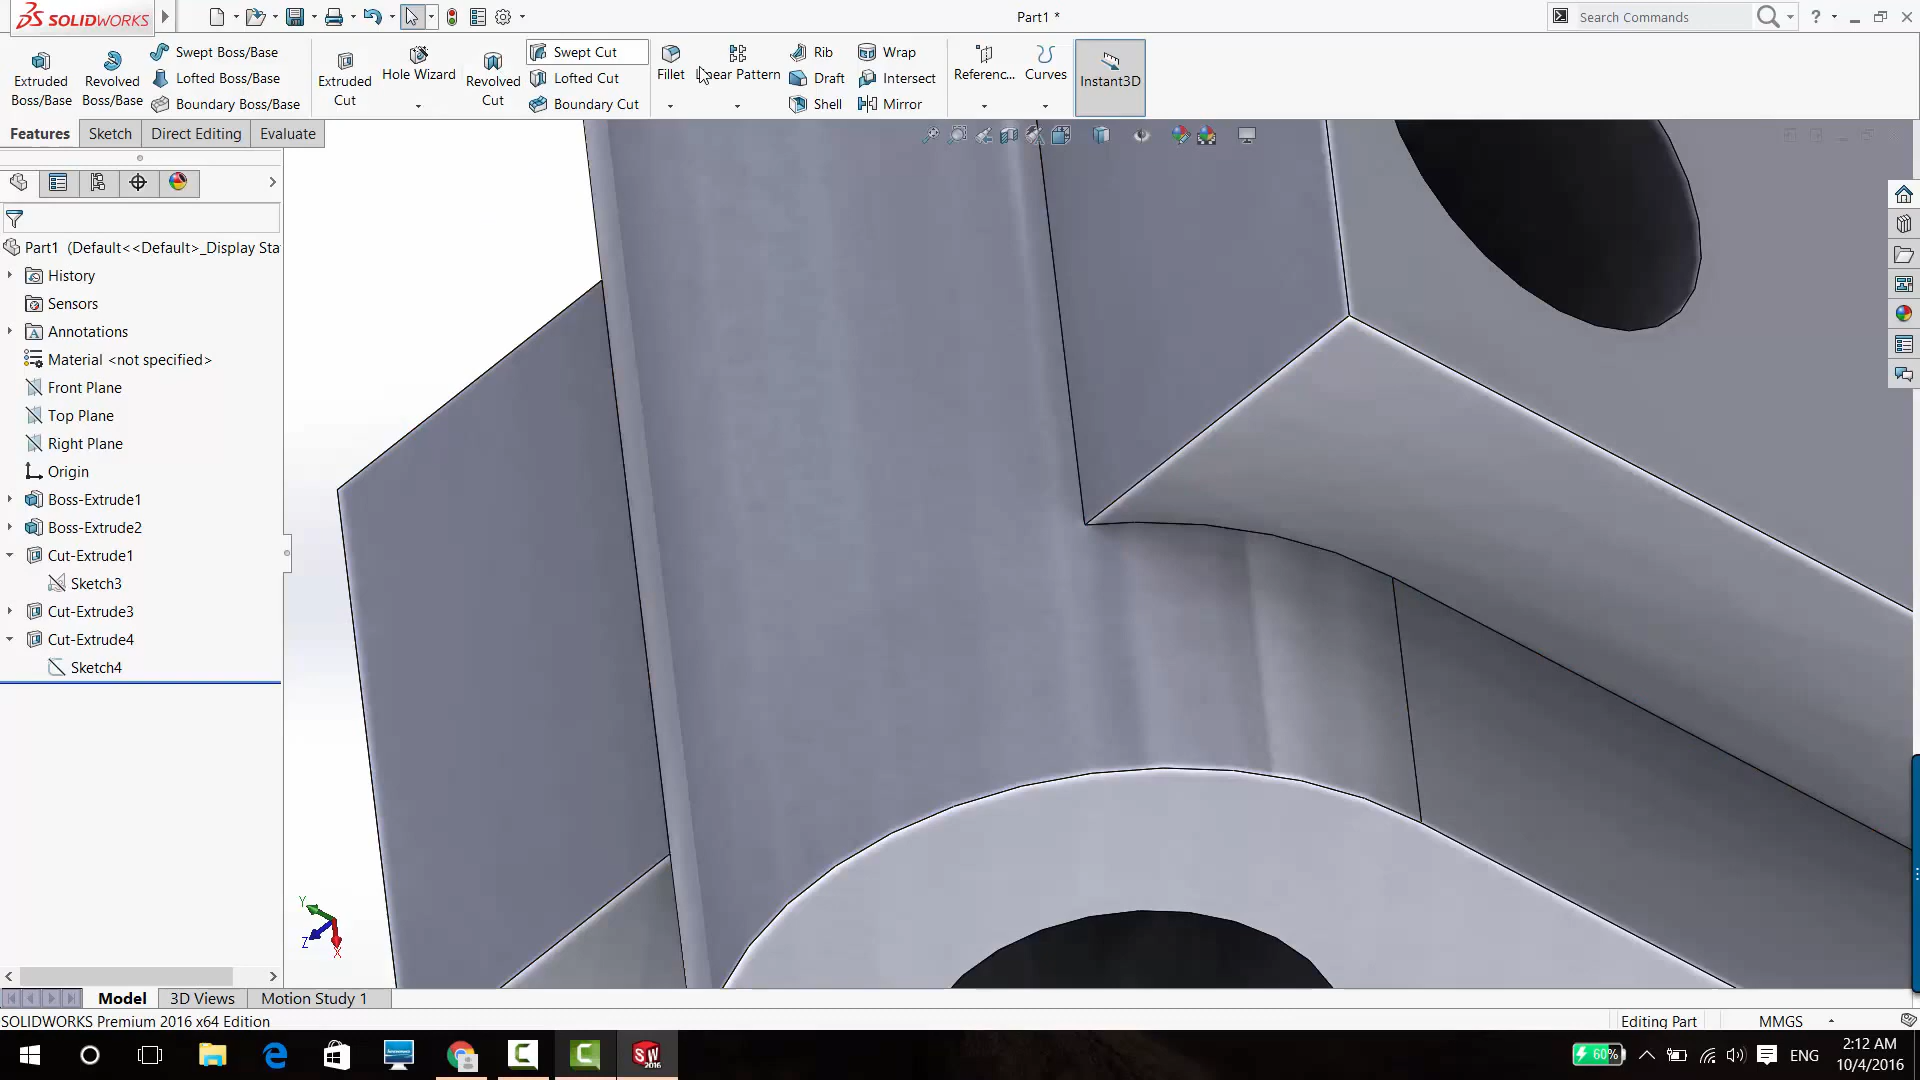 SOLIDWORKS
Part1 *
Search Commands
Extruded Boss/Base
Revolved Boss/Base
Swept Boss/Base
Lofted Boss/Base
Boundary Boss/Base
Extruded Cut
Hole Wizard
Revolved Cut
Swept Cut
Lofted Cut
Boundary Cut
Fillet
Linear Pattern
Rib
Draft
Shell
Wrap
Intersect
Mirror
Referenc...
Curves
Instant3D
Features
Sketch
Direct Editing
Evaluate
Part1 (Default<<Default>_Display Sta
History
Sensors
Annotations
Material <not specified>
Front Plane
Top Plane
Right Plane
Origin
Boss-Extrude1
Boss-Extrude2
Cut-Extrude1
Sketch3
Cut-Extrude3
Cut-Extrude4
Sketch4
Y
Z
X
Model
3D Views
Motion Study 1
SOLIDWORKS Premium 2016 x64 Edition
Editing Part
MMGS
SW
2016
60%
ENG
2:12 AM
10/4/2016